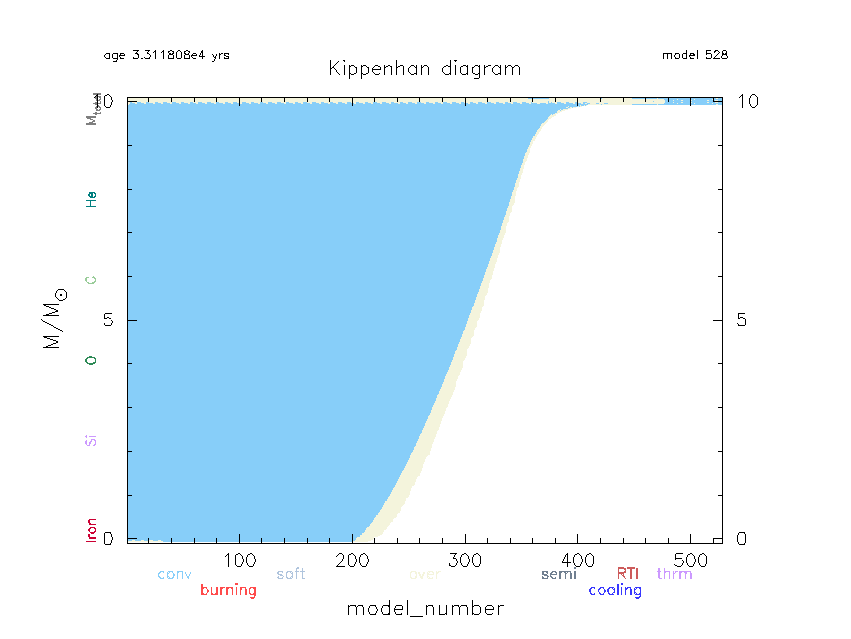 age 3.311808e4 yrs
model 528
Kippenhan diagram
M_total
10
10
He
C
M/M☉
5
5
O
Si
Iron
0
0
100 200 300 400 500
conv soft over semi RTI thrm
burning cooling
model_number